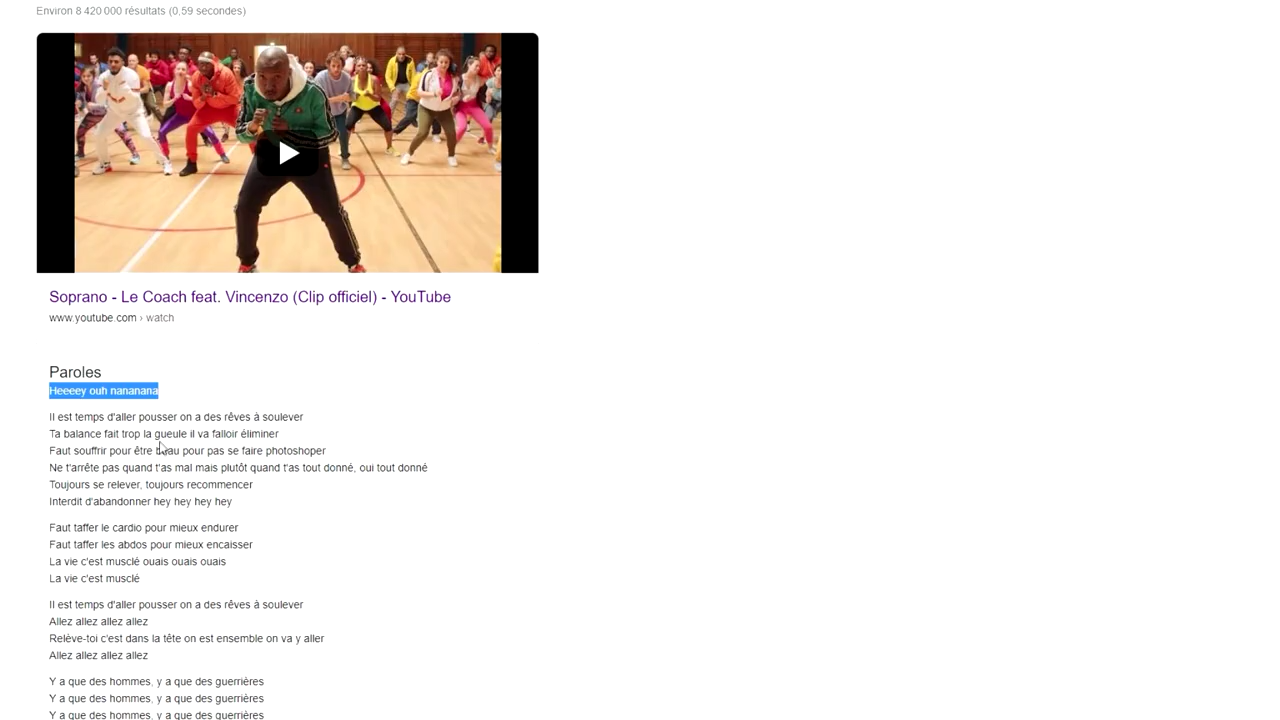 Environ 8 420 000 résultats (0,59 secondes)
Soprano - Le Coach feat. Vincenzo (Clip officiel) - YouTube
www.youtube.com › watch
Paroles
Heeeey ouh nananana
Il est temps d'aller pousser on a des rêves à soulever
Ta balance fait trop la gueule il va falloir éliminer
Faut souffrir pour être beau pour pas se faire photoshoper
Ne t'arrête pas quand t'as mal mais plutôt quand t'as tout donné, oui tout donné
Toujours se relever, toujours recommencer
Interdit d'abandonner hey hey hey hey
Faut taffer le cardio pour mieux endurer
Faut taffer les abdos pour mieux encaisser
La vie c'est musclé ouais ouais ouais
La vie c'est musclé
Il est temps d'aller pousser on a des rêves à soulever
Allez allez allez allez
Relève-toi c'est dans la tête on est ensemble on va y aller
Allez allez allez allez
Y a que des hommes, y a que des guerrières
Y a que des hommes, y a que des guerrières
Y a que des hommes, y a que des guerrières